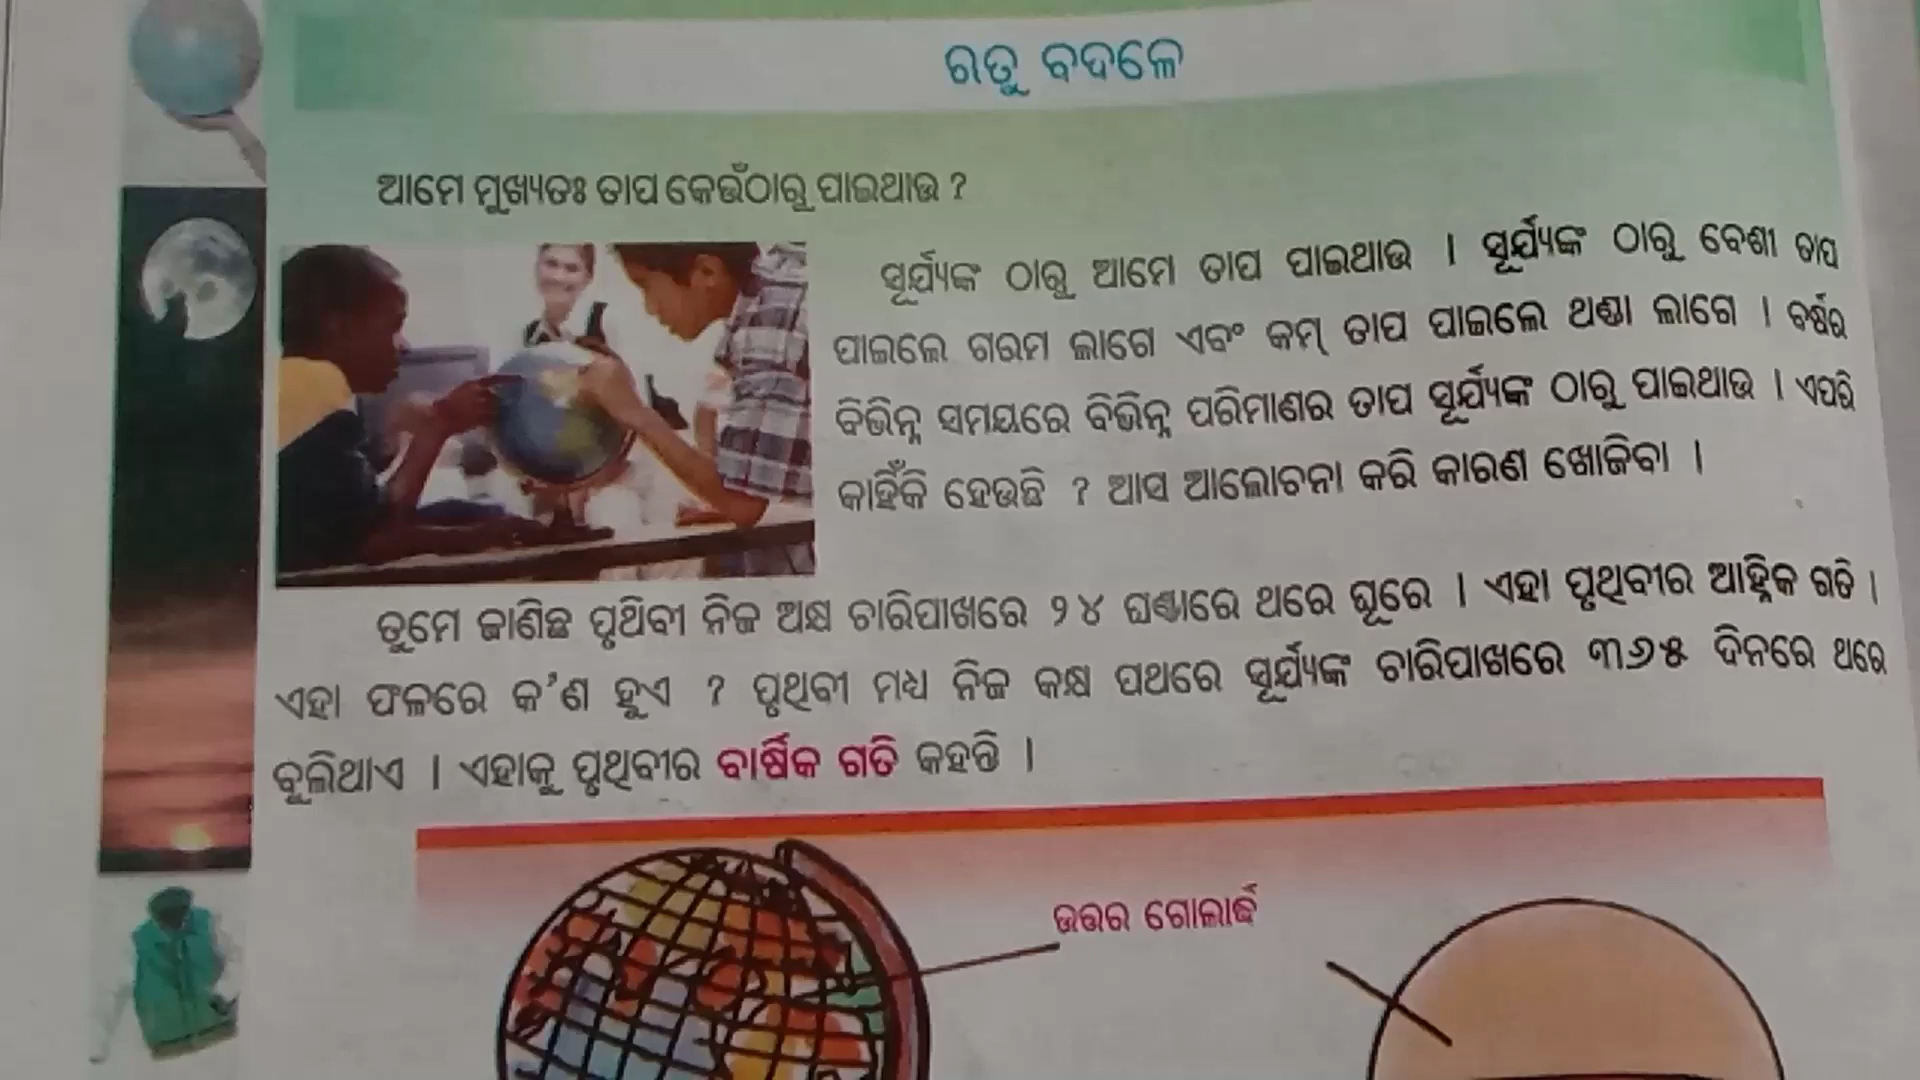 ଋତୁ ବଦଳେ
ଆମେ ମୁଖ୍ୟତଃ ତାପ କେଉଁଠାରୁ ପାଇଥାଉ ?
ସୂର୍ଯ୍ୟଙ୍କ ଠାରୁ ଆମେ ତାପ ପାଇଥାଉ । ସୂର୍ଯ୍ୟଙ୍କ ଠାରୁ ବେଶୀ ତାପ
ପାଇଲେ ଗରମ ଲାଗେ ଏବଂ କମ୍ ତାପ ପାଇଲେ ଥଣ୍ଡା ଲାଗେ । ବର୍ଷର
ବିଭିନ୍ନ ସମୟରେ ବିଭିନ୍ନ ପରିମାଣର ତାପ ସୂର୍ଯ୍ୟଙ୍କ ଠାରୁ ପାଇଥାଉ । ଏପରି
କାହିଁକି ହେଉଛି ? ଆସ ଆଲୋଚନା କରି କାରଣ ଖୋଜିବା ।
ତୁମେ ଜାଣିଛ ପୃଥିବୀ ନିଜ ଅକ୍ଷ ଚାରିପାଖରେ ୨୪ ଘଣ୍ଟାରେ ଥରେ ଘୂରେ । ଏହା ପୃଥିବୀର ଆହ୍ନିକ ଗତି ।
ଏହା ଫଳରେ କ'ଣ ହୁଏ ? ପୃଥିବୀ ମଧ୍ୟ ନିଜ କକ୍ଷ ପଥରେ ସୂର୍ଯ୍ୟଙ୍କ ଚାରିପାଖରେ ୩୬୫ ଦିନରେ ଥରେ
ବୁଲିଥାଏ । ଏହାକୁ ପୃଥିବୀର ବାର୍ଷିକ ଗତି କହନ୍ତି ।
ଉତ୍ତର ଗୋଲାର୍ଦ୍ଧ